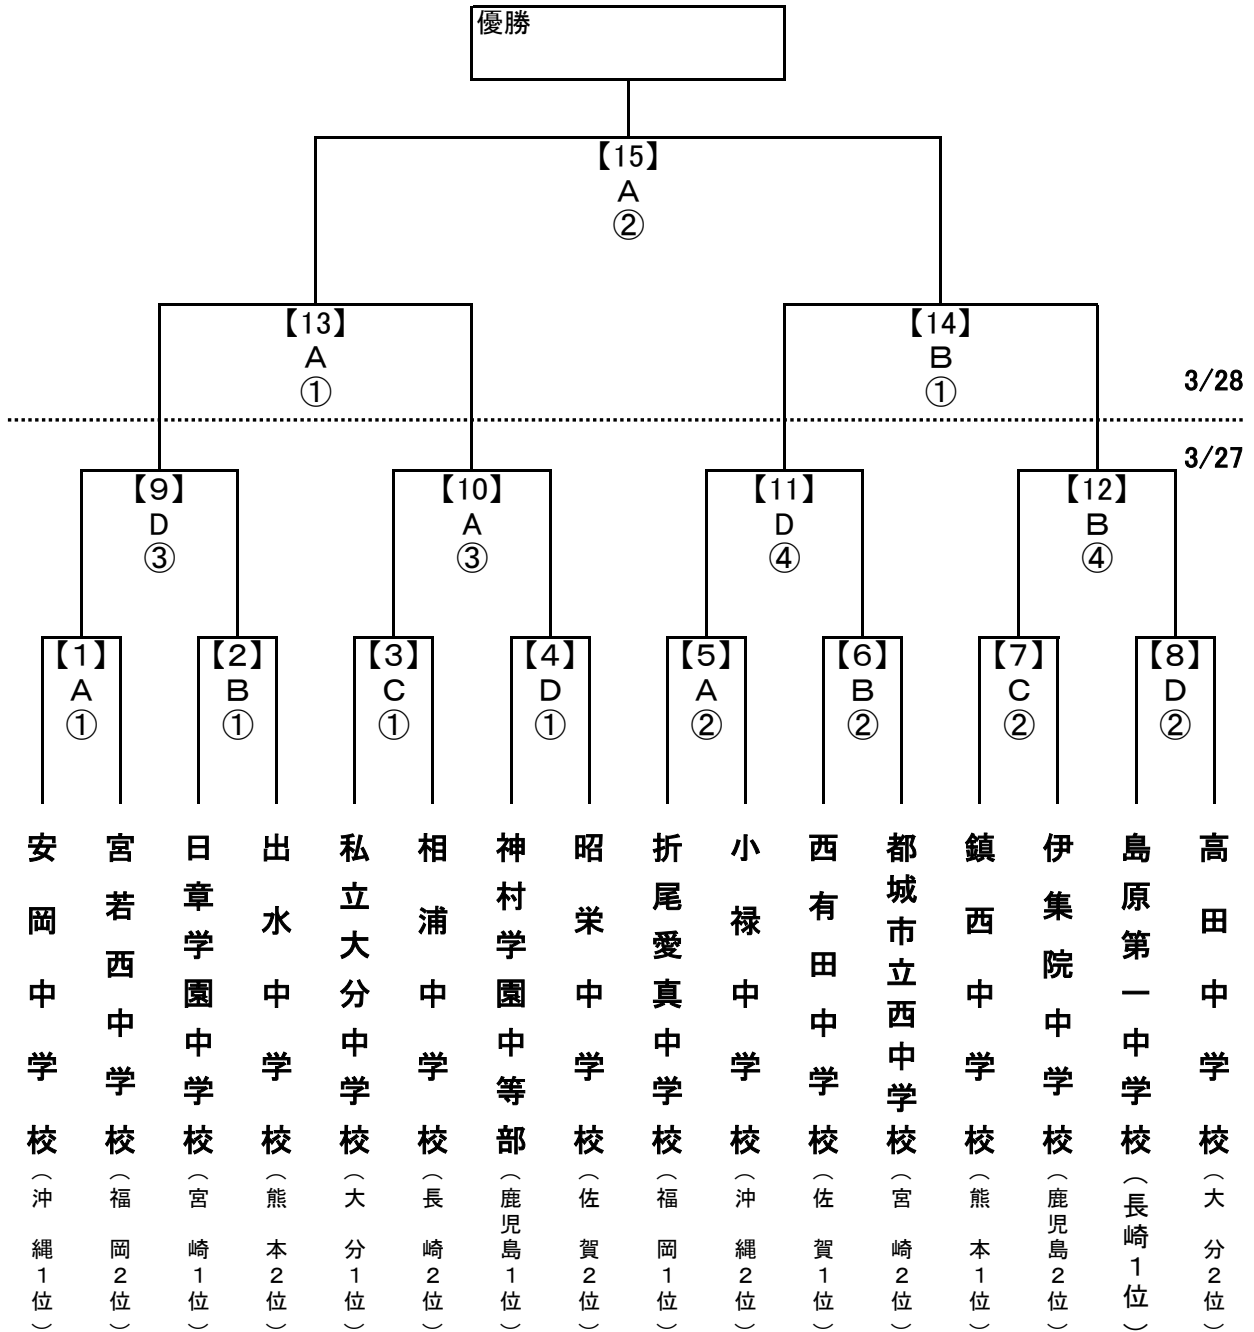 優勝
【15】
A
②
【13】
A
①
【14】
B
①
3/28
3/27
【9】
D
③
【10】
A
③
【11】
D
④
【12】
B
④
【1】
A
①
【2】
B
①
【3】
C
①
【4】
D
①
【5】
A
②
【6】
B
②
【7】
C
②
【8】
D
②
安岡中学校(沖縄1位)
宮若西中学校(福岡2位)
日章学園中学校(宮崎1位)
出水中学校(熊本2位)
私立大分中学校(大分1位)
相浦中学校(長崎2位)
神村学園中等部(鹿児島1位)
昭栄中学校(佐賀2位)
折尾愛真中学校(福岡1位)
小禄中学校(沖縄2位)
西有田中学校(佐賀1位)
都城市立西中学校(宮崎2位)
鎮西中学校(熊本1位)
伊集院中学校(鹿児島2位)
島原第一中学校(長崎1位)
高田中学校(大分2位)